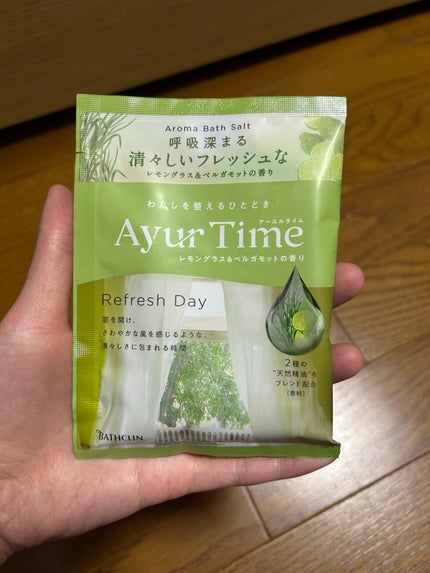 Aroma Bath Salt
呼吸深まる
清々しいフレッシュな
レモングラス&ベルガモットの香り
わたしを整えるひととき
アーユルタイム
Ayur Time
レモングラス&ベルガモットの香り
Refresh Day
窓を開け、
さわやかな風を感じるような、
清々しさに包まれる時間
2種の
"天然精油"を
ブレンド配合
(香料)
BATHCLIN